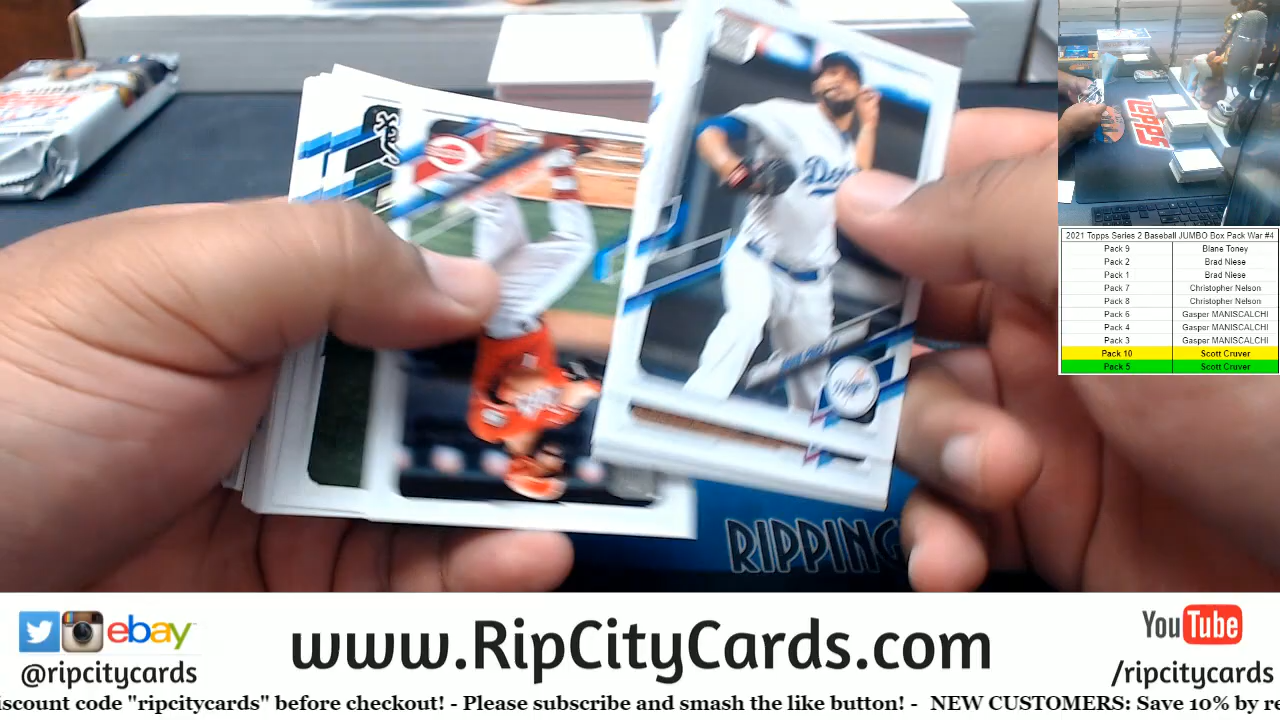 Sox
Dodgers
TOPPS
RIPPING
2021 Topps Series 2 Baseball JUMBO Box Pack War #4
Pack 9 Blane Toney
Pack 2 Brad Niese
Pack 1 Brad Niese
Pack 7 Christopher Nelson
Pack 8 Christopher Nelson
Pack 6 Gasper MANISCALCHI
Pack 4 Gasper MANISCALCHI
Pack 3 Gasper MANISCALCHI
Pack 10 Scott Cruver
Pack 5 Scott Cruver
ebay
@ripcitycards
www.RipCityCards.com
YouTube
/ripcitycards
iscount code "ripcitycards" before checkout! - Please subscribe and smash the like button! - NEW CUSTOMERS: Save 10% by re